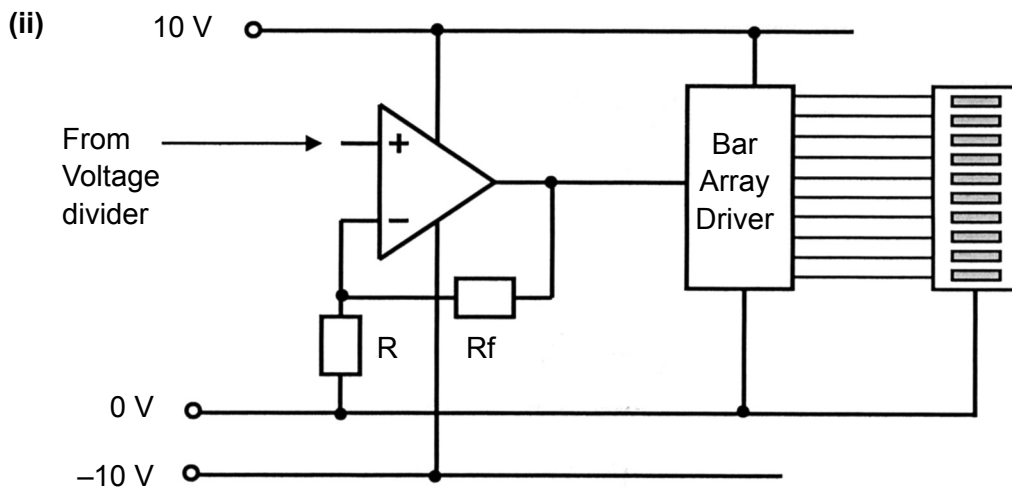 (ii)
10 V
From
Voltage
divider
+
−
Bar
Array
Driver
R
Rf
0 V
–10 V